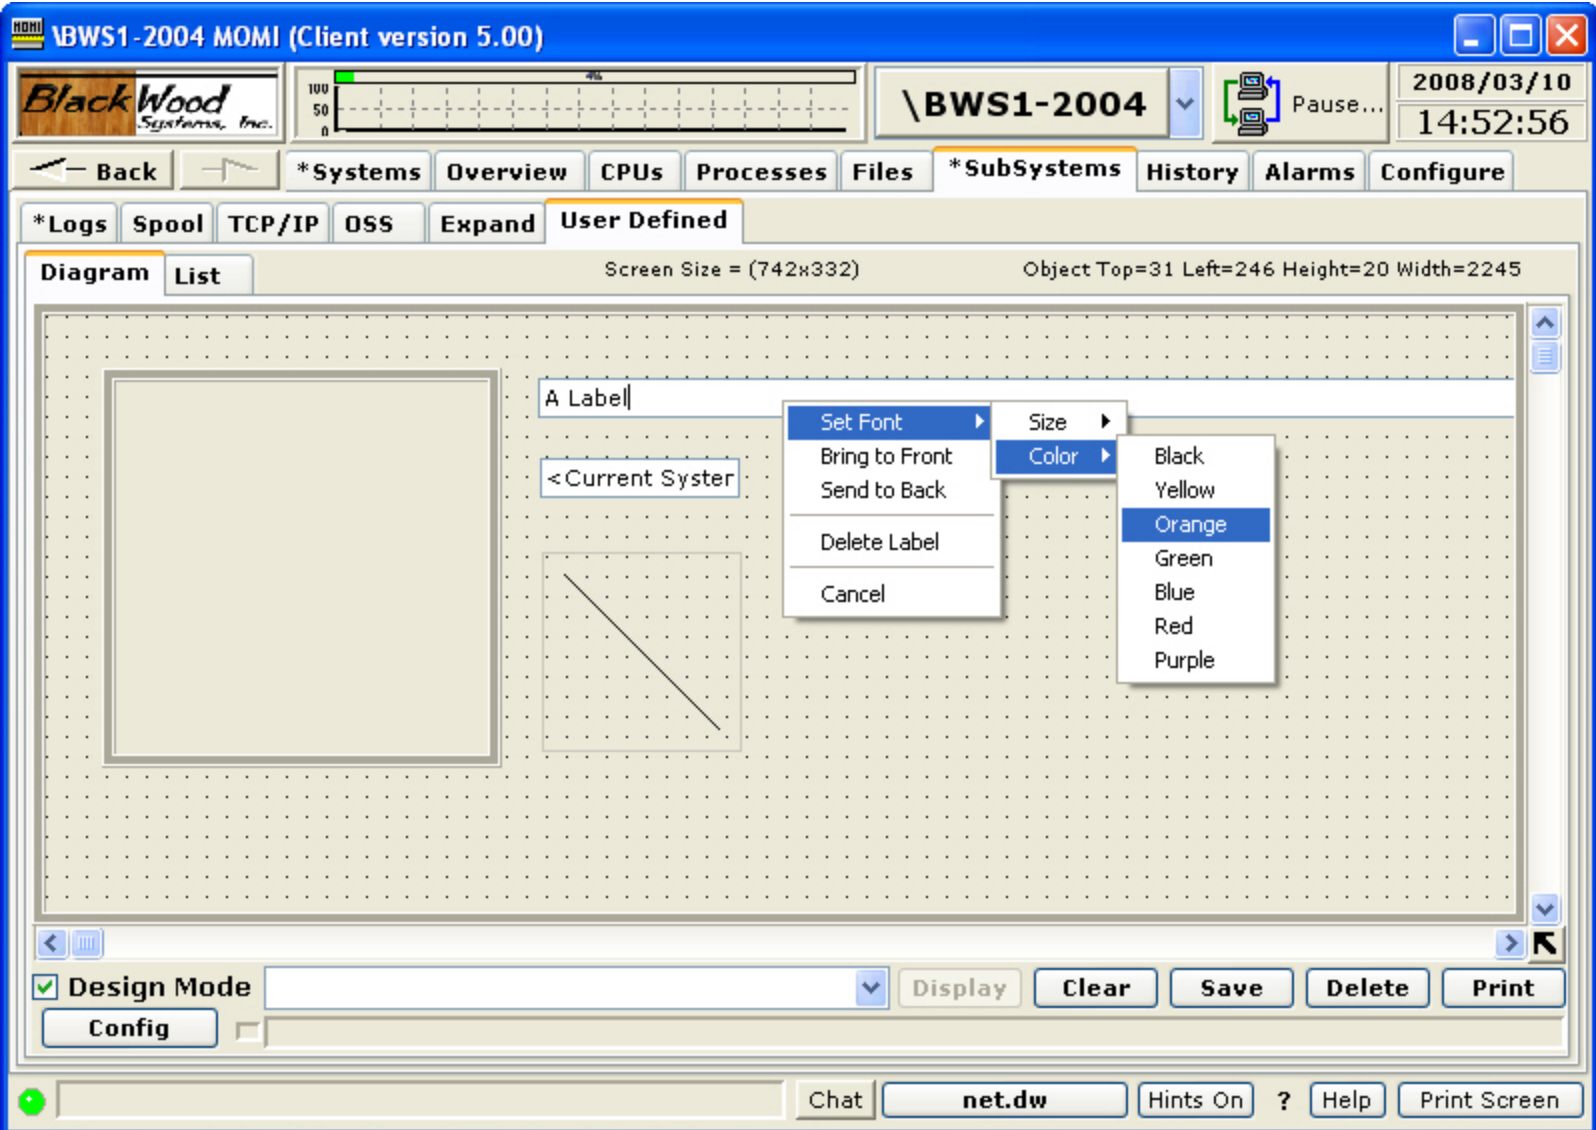 MOMI \BWS1-2004 MOMI (Client version 5.00)
BlackWood Systems, Inc.
4%
100
50
0
\BWS1-2004
Pause...
2008/03/10
14:52:56
Back *Systems Overview CPUs Processes Files *SubSystems History Alarms Configure
*Logs Spool TCP/IP OSS Expand User Defined
Diagram List Screen Size = (742x332) Object Top=31 Left=246 Height=20 Width=2245
A Label
Set Font Size
Bring to Front Color Black
<Current Syster Send to Back Yellow
Orange
Delete Label Green
Cancel Blue
Red
Purple
Design Mode Display Clear Save Delete Print
Config
Chat net.dw Hints On ? Help Print Screen